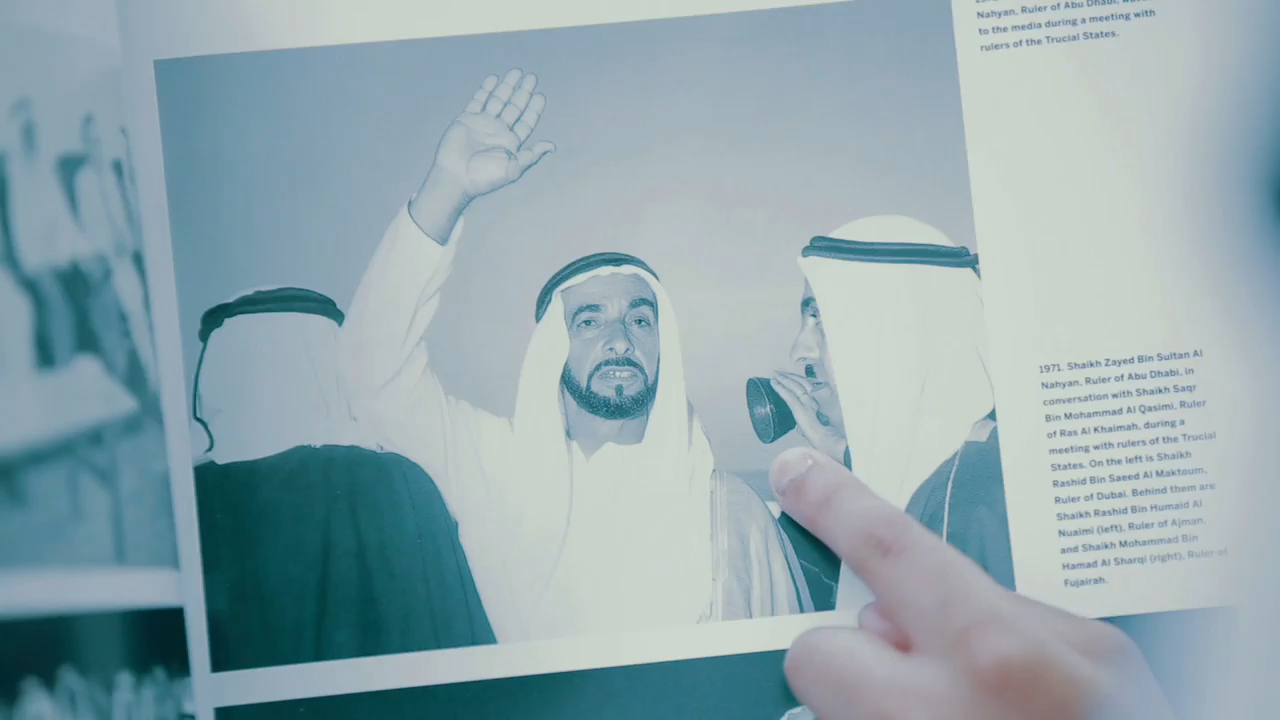 Nahyan, Ruler of Abu Dhabi,
to the media during a meeting with
rulers of the Trucial States.
1971. Shaikh Zayed Bin Sultan Al
Nahyan, Ruler of Abu Dhabi, in
conversation with Shaikh Saqr
Bin Mohammad Al Qasimi, Ruler
of Ras Al Khaimah, during a
meeting with rulers of the Trucial
States. On the left is Shaikh
Rashid Bin Saeed Al Maktoum,
Ruler of Dubai. Behind them are
Shaikh Rashid Bin Humaid Al
Nuaimi (left), Ruler of Ajman,
and Shaikh Mohammad Bin
Hamad Al Sharqi (right), Ruler of
Fujairah.